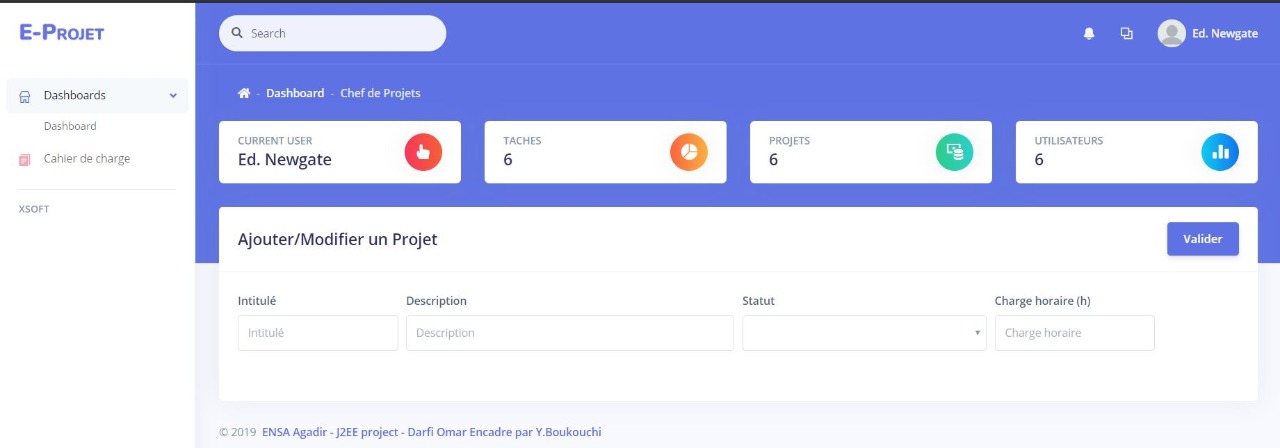 E-PROJET
Search
Ed. Newgate
Dashboards
Dashboard
Cahier de charge
XSOFT
- Dashboard - Chef de Projets
CURRENT USER
Ed. Newgate
TACHES
6
PROJETS
6
UTILISATEURS
6
Ajouter/Modifier un Projet
Valider
Intitulé
Description
Statut
Charge horaire (h)
Intitulé
Description
Charge horaire
© 2019 ENSA Agadir - J2EE project - Darfi Omar Encadre par Y.Boukouchi